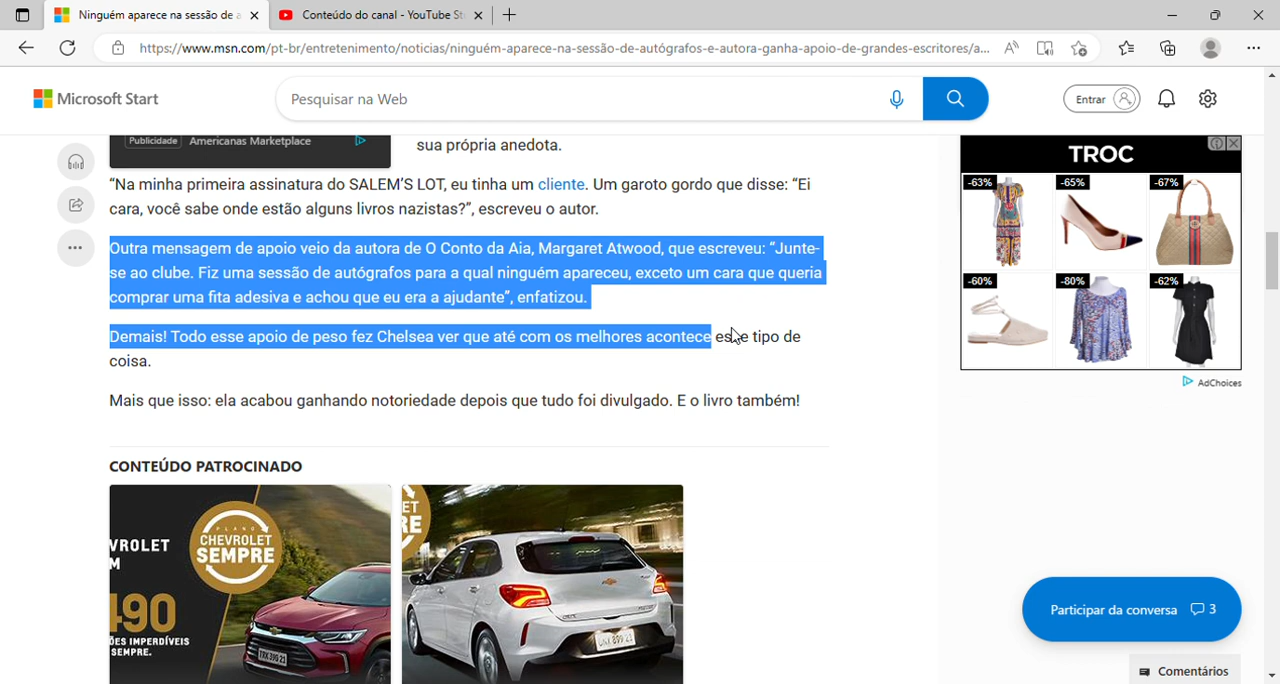 Ninguém aparece na sessão de a
Conteúdo do canal - YouTube St
https://www.msn.com/pt-br/entretenimento/noticias/ninguém-aparece-na-sessão-de-autógrafos-e-autora-ganha-apoio-de-grandes-escritores/a...
Microsoft Start
Pesquisar na Web
Entrar
Publicidade Americanas Marketplace
sua própria anedota.
“Na minha primeira assinatura do SALEM’S LOT, eu tinha um cliente. Um garoto gordo que disse: “Ei
cara, você sabe onde estão alguns livros nazistas?”, escreveu o autor.
Outra mensagem de apoio veio da autora de O Conto da Aia, Margaret Atwood, que escreveu: “Junte-
se ao clube. Fiz uma sessão de autógrafos para a qual ninguém apareceu, exceto um cara que queria
comprar uma fita adesiva e achou que eu era a ajudante”, enfatizou.
Demais! Todo esse apoio de peso fez Chelsea ver que até com os melhores acontece esse tipo de
coisa.
Mais que isso: ela acabou ganhando notoriedade depois que tudo foi divulgado. E o livro também!
TROC
-63% -65% -67%
-60% -80% -62%
AdChoices
CONTEÚDO PATROCINADO
VROLET
M
PLANO
CHEVROLET
SEMPRE
490
ÕES IMPERDÍVEIS
SEMPRE.
ET
RE
Participar da conversa 3
Comentários